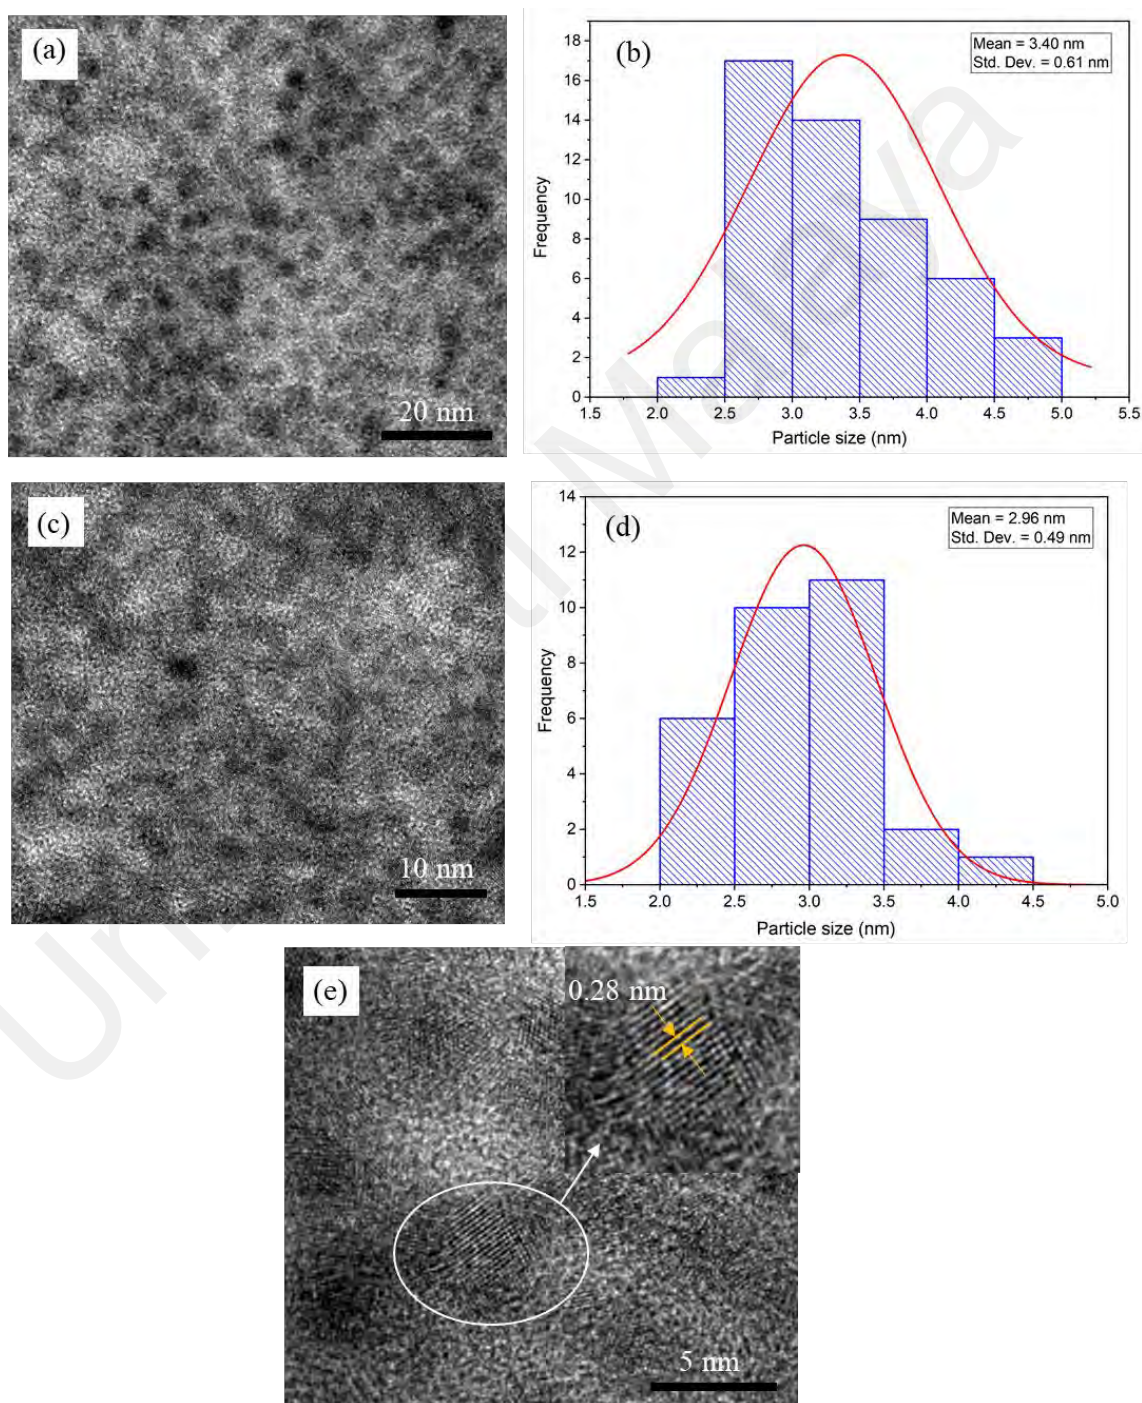 (a)
20 nm
(b)
Mean = 3.40 nm
Std. Dev. = 0.61 nm
Frequency
18
16
14
12
10
8
6
4
2
0
1.5 2.0 2.5 3.0 3.5 4.0 4.5 5.0 5.5
Particle size (nm)
(c)
10 nm
(d)
Mean = 2.96 nm
Std. Dev. = 0.49 nm
Frequency
14
12
10
8
6
4
2
0
1.5 2.0 2.5 3.0 3.5 4.0 4.5 5.0
Particle size (nm)
(e)
0.28 nm
5 nm
Malaya